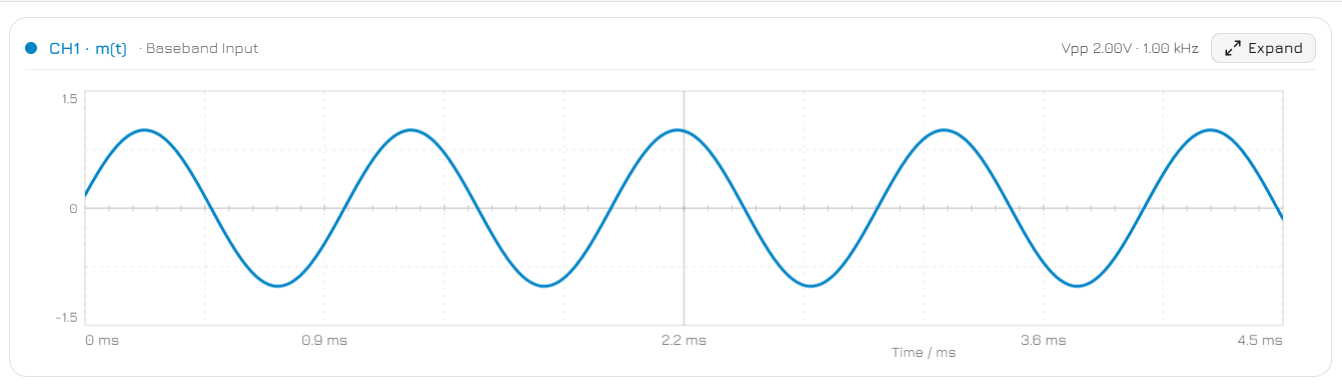 CH1 · m(t) · Baseband Input Vpp 2.00V · 1.00 kHz Expand
1.5
0
-1.5
0 ms 0.9 ms 2.2 ms 3.6 ms 4.5 ms
Time / ms